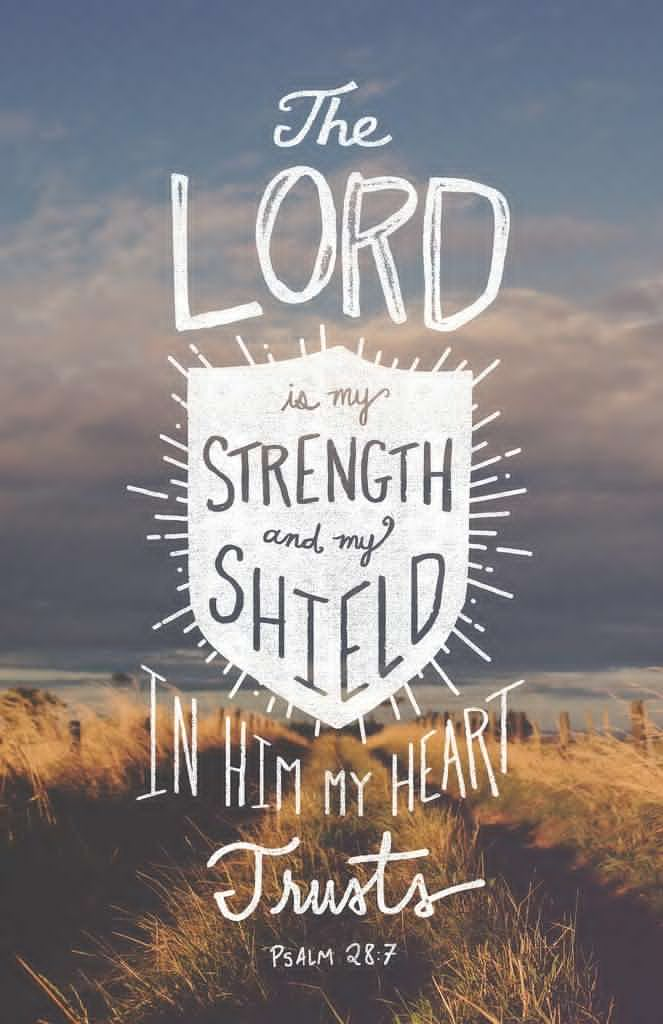 The
LORD
is my
STRENGTH
and my
SHIELD
IN HIM MY HEART
Trusts
PSALM 28:7